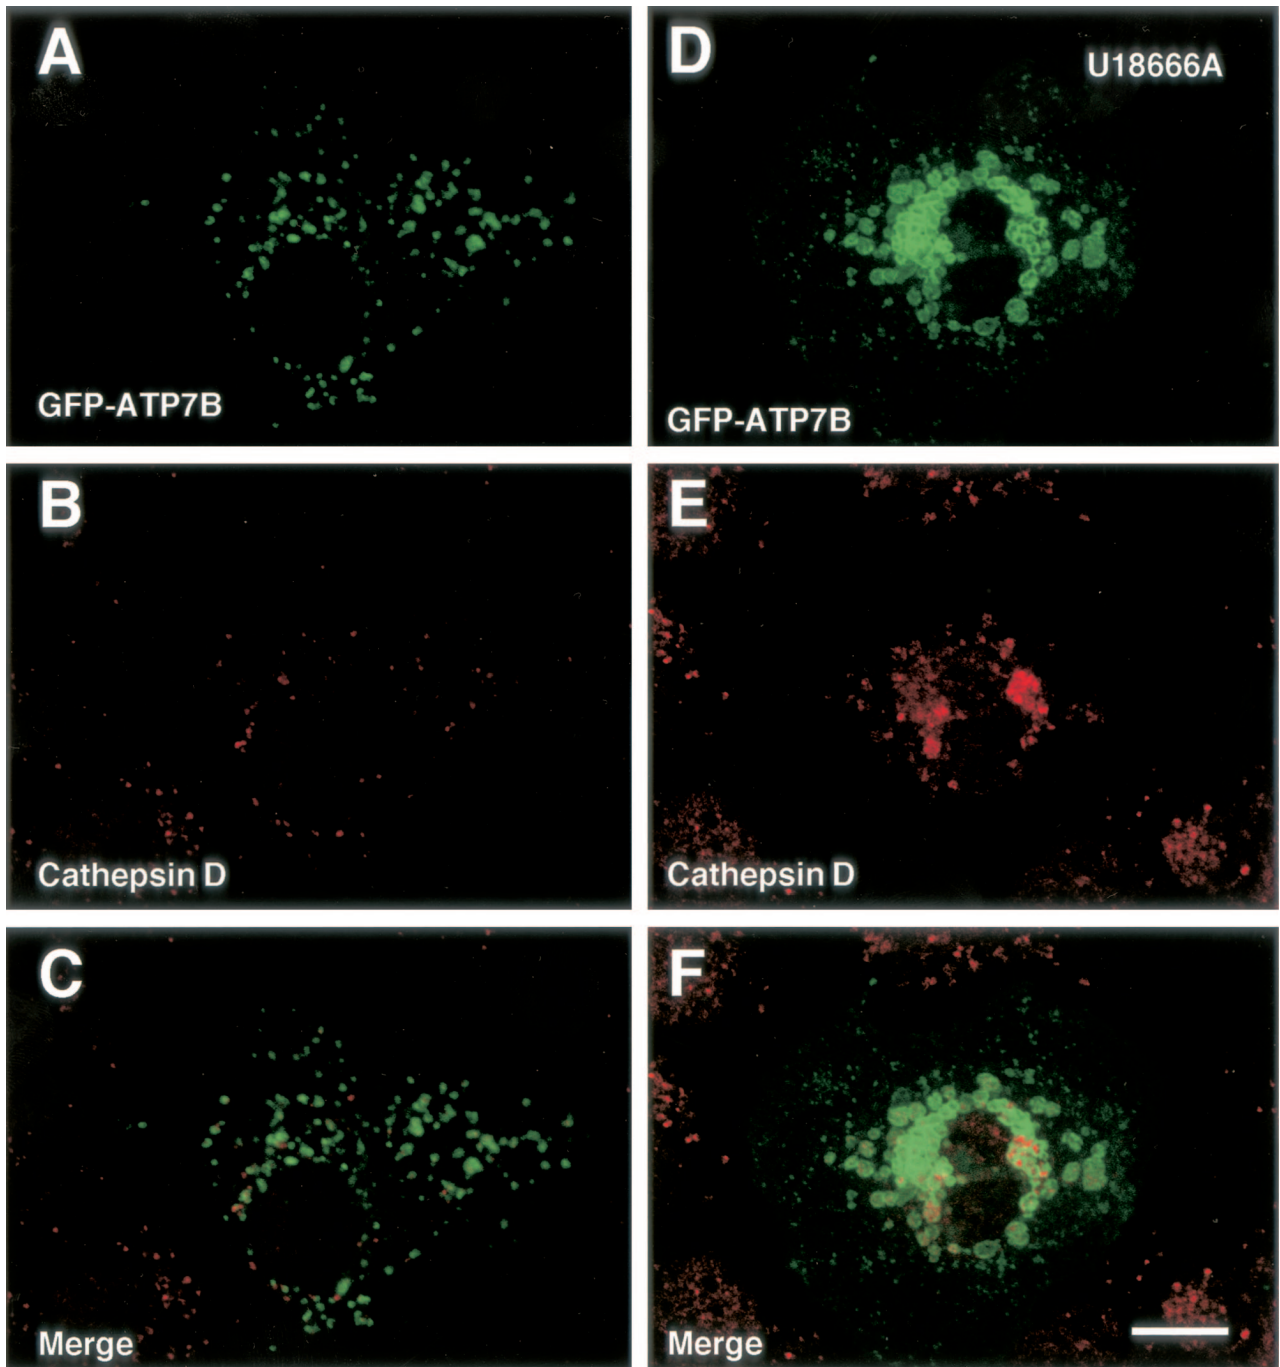 A
GFP-ATP7B
D
U18666A
GFP-ATP7B
B
Cathepsin D
E
Cathepsin D
C
Merge
F
Merge